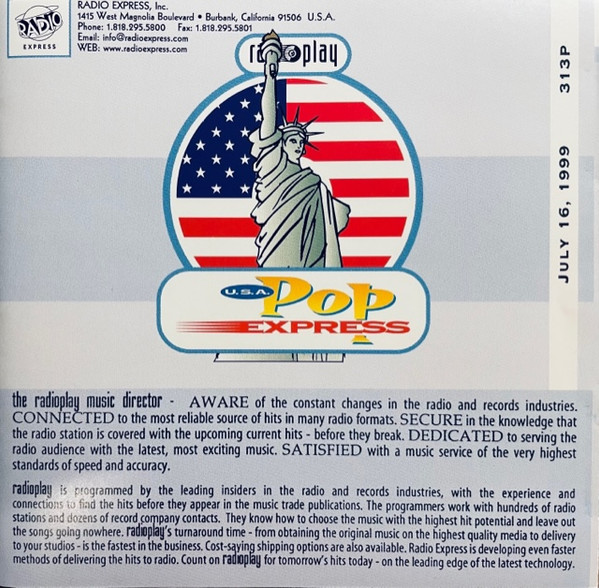 RADIO
EXPRESS
RADIO EXPRESS, Inc.
1415 West Magnolia Boulevard • Burbank, California 91506 U.S.A.
Phone: 1.818.295.5800 Fax: 1.818.295.5801
Email: info@radioexpress.com
WEB: www.radioexpress.com
radioplay
JULY 16, 1999 313P
U.S.A.
Pop
EXPRESS
the radioplay music director - AWARE of the constant changes in the radio and records industries.
CONNECTED to the most reliable source of hits in many radio formats. SECURE in the knowledge that
the radio station is covered with the upcoming current hits - before they break. DEDICATED to serving the
radio audience with the latest, most exciting music. SATISFIED with a music service of the very highest
standards of speed and accuracy.
radioplay is programmed by the leading insiders in the radio and records industries, with the experience and
connections to find the hits before they appear in the music trade publications. The programmers work with hundreds of radio
stations and dozens of record company contacts. They know how to choose the music with the highest hit potential and leave out
the songs going nowhere. radioplay's turnaround time - from obtaining the original music on the highest quality media to delivery
to your studios - is the fastest in the business. Cost-saving shipping options are also available. Radio Express is developing even faster
methods of delivering the hits to radio. Count on radioplay for tomorrow's hits today - on the leading edge of the latest technology.